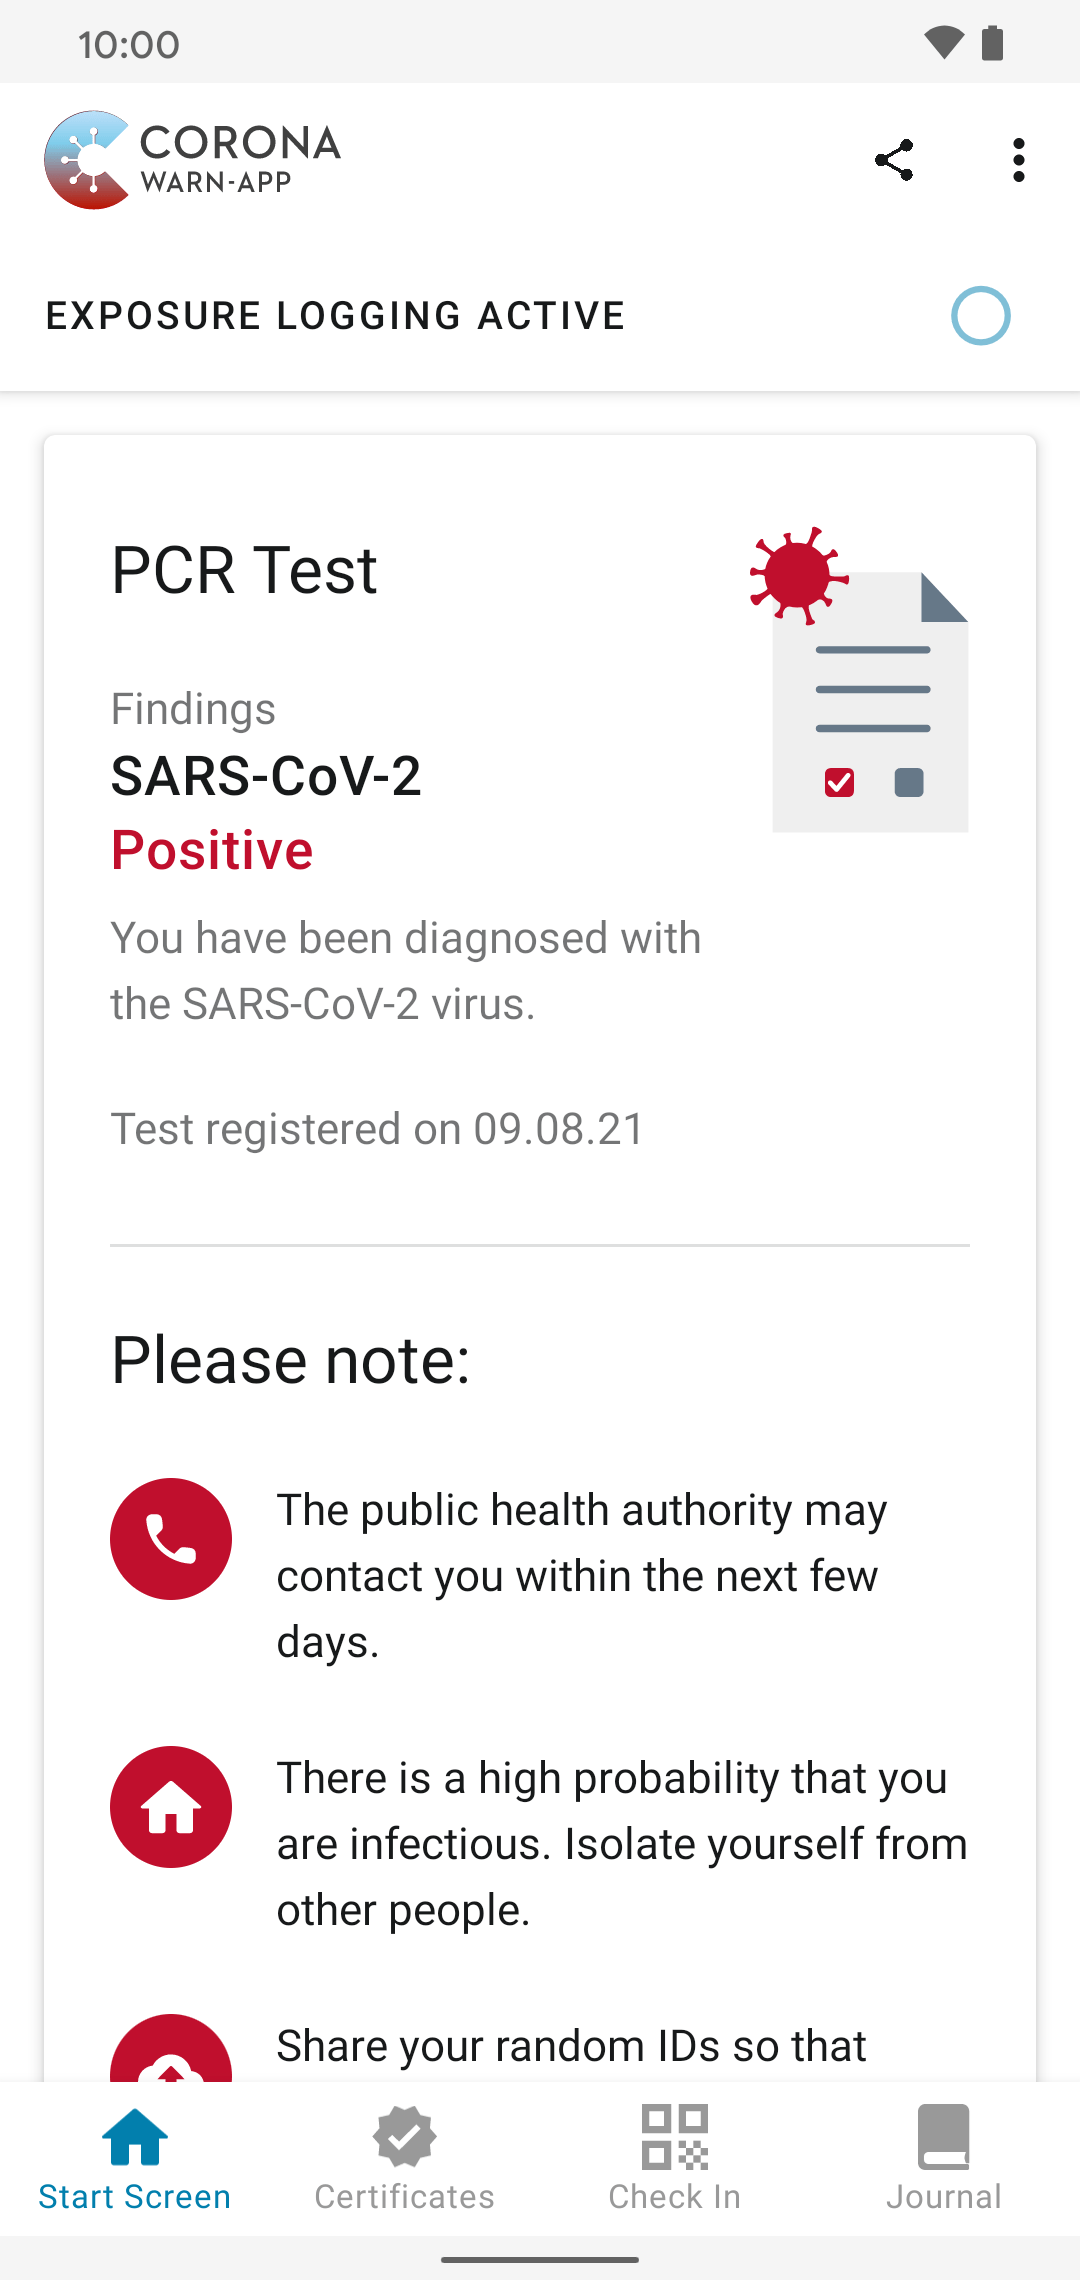 10:00
CORONA
WARN-APP
EXPOSURE LOGGING ACTIVE
PCR Test
Findings
SARS-CoV-2
Positive
You have been diagnosed with
the SARS-CoV-2 virus.
Test registered on 09.08.21
Please note:
The public health authority may
contact you within the next few
days.
There is a high probability that you
are infectious. Isolate yourself from
other people.
Share your random IDs so that
Start Screen
Certificates
Check In
Journal